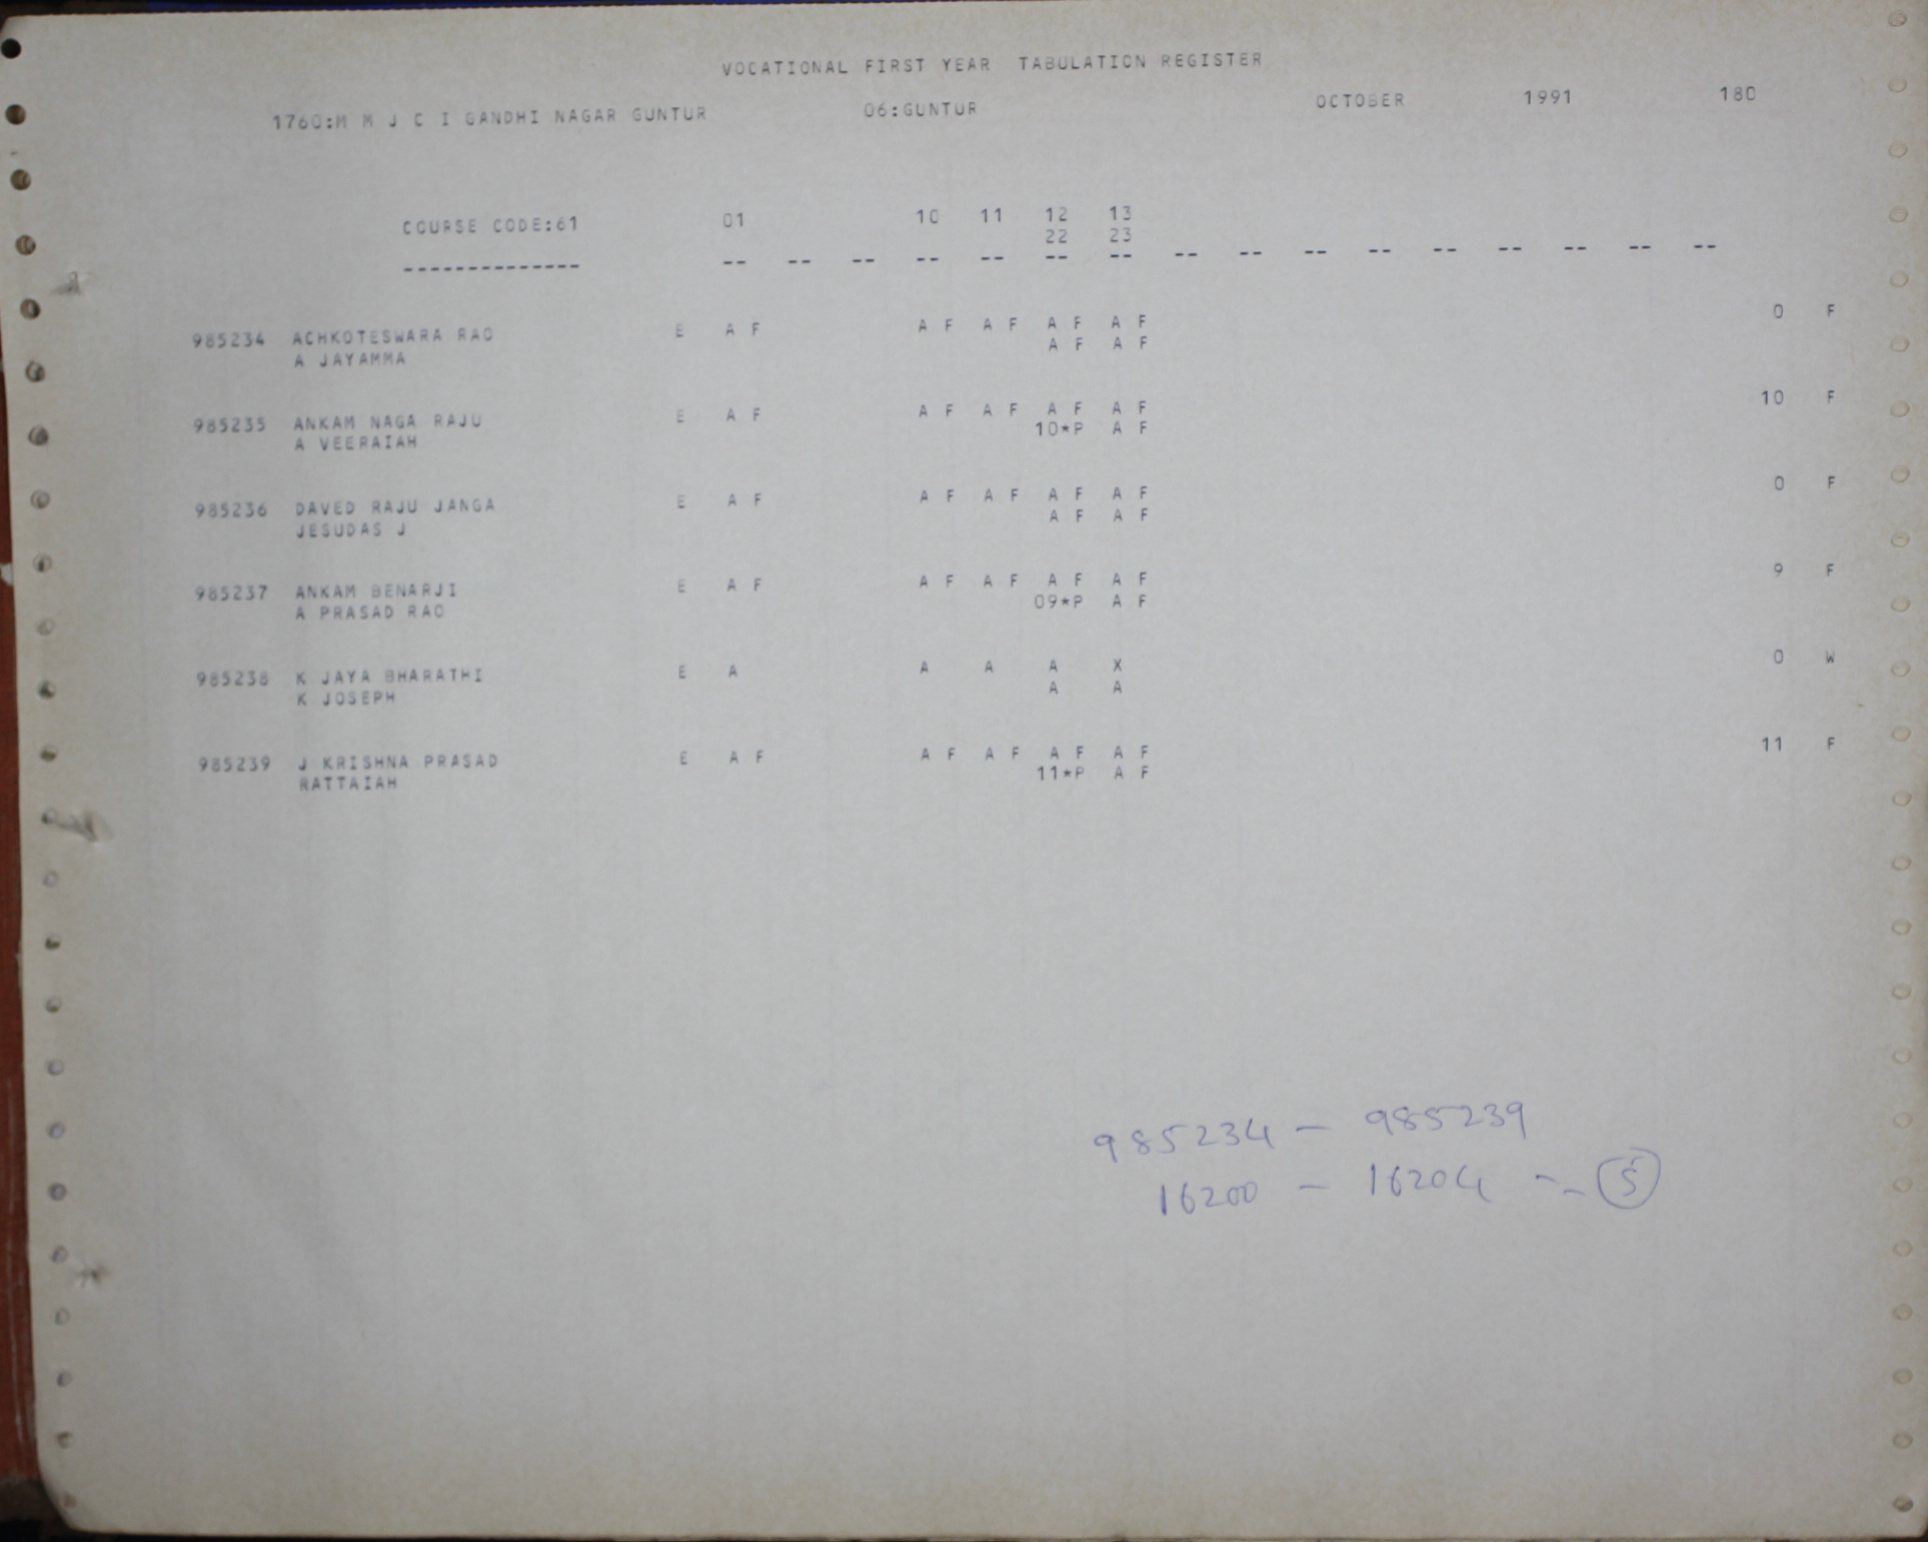 VOCATIONAL FIRST YEAR TABULATION REGISTER
1760:M M J C I GANDHI NAGAR GUNTUR 06:GUNTUR OCTOBER 1991 180
COURSE CODE:61 01 10 11 12 13
22 23
-------------- -- -- -- -- -- -- -- -- -- -- -- -- -- -- -- --
985234 ACHKOTESWARA RAO E A F A F A F A F A F 0 F
A JAYAMMA A F A F
985235 ANKAM NAGA RAJU E A F A F A F A F A F 10 F
A VEERAIAH 10*P A F
985236 DAVED RAJU JANGA E A F A F A F A F A F 0 F
JESUDAS J A F A F
985237 ANKAM BENARJI E A F A F A F A F A F 9 F
A PRASAD RAO 09*P A F
985238 K JAYA BHARATHI E A A A A X 0 W
K JOSEPH A A
985239 J KRISHNA PRASAD E A F A F A F A F A F 11 F
RATTAIAH 11*P A F
985234 - 985239
16200 - 16204 -- 5